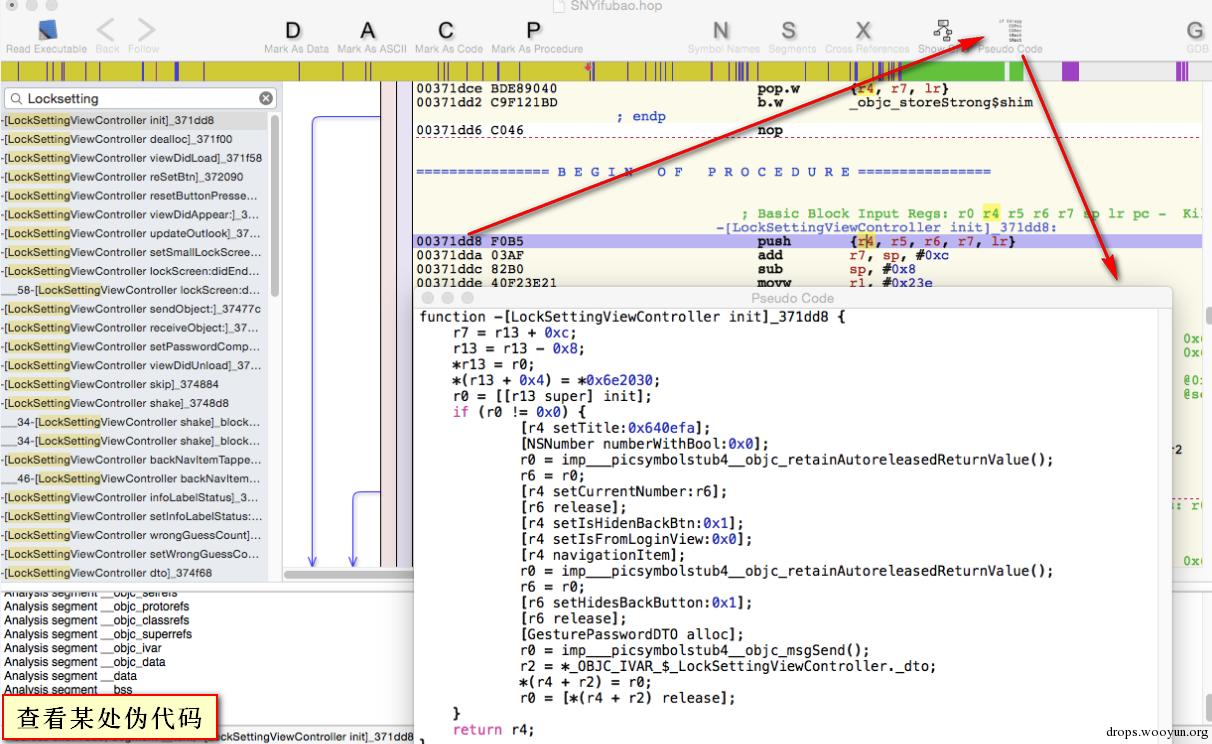 SNYifubao.hop
D A C P N S X G
Read Executable Back Follow Mark As Data Mark As ASCII Mark As Code Mark As Procedure Symbol Names Segments Cross References Pseudo Code GDB
Locksetting
-[LockSettingViewController init]_371dd8
-[LockSettingViewController dealloc]_371f00
-[LockSettingViewController viewDidLoad]_371f58
-[LockSettingViewController reSetBtn]_372090
-[LockSettingViewController resetButtonPresse...
-[LockSettingViewController viewDidAppear:]_3...
-[LockSettingViewController updateOutlook]_37...
-[LockSettingViewController setSmallLockScree...
-[LockSettingViewController lockScreen:didEnd...
___58-[LockSettingViewController lockScreen:d...
-[LockSettingViewController sendObject:]_37477c
-[LockSettingViewController receiveObject:]_37...
-[LockSettingViewController setPasswordComp...
-[LockSettingViewController viewDidUnload]_37...
-[LockSettingViewController skip]_374884
-[LockSettingViewController shake]_3748d8
___34-[LockSettingViewController shake]_block...
___34-[LockSettingViewController shake]_block...
-[LockSettingViewController backNavItemTappe...
___46-[LockSettingViewController backNavItem...
-[LockSettingViewController infoLabelStatus]_3...
-[LockSettingViewController setInfoLabelStatus:...
-[LockSettingViewController wrongGuessCount]...
-[LockSettingViewController setWrongGuessCo...
-[LockSettingViewController dto]_374f68
00371dce BDE89040 pop.w {r4, r7, lr}
00371dd2 C9F121BD b.w _objc_storeStrong$shim
; endp
00371dd6 C046 nop
================ B E G I N O F P R O C E D U R E ================
; Basic Block Input Regs: r0 r4 r5 r6 r7 sp lr pc - Kil
-[LockSettingViewController init]_371dd8:
00371dd8 F0B5 push {r4, r5, r6, r7, lr}
00371dda 03AF add r7, sp, #0xc
00371ddc 82B0 sub sp, #0x8
00371dde 40F23E21 movw r1, #0x23e
Pseudo Code
function -[LockSettingViewController init]_371dd8 {
r7 = r13 + 0xc;
r13 = r13 - 0x8;
*r13 = r0;
*(r13 + 0x4) = *0x6e2030;
r0 = [[r13 super] init];
if (r0 != 0x0) {
[r4 setTitle:0x640efa];
[NSNumber numberWithBool:0x0];
r0 = imp___picsymbolstub4__objc_retainAutoreleasedReturnValue();
r6 = r0;
[r4 setCurrentNumber:r6];
[r6 release];
[r4 setIsHidenBackBtn:0x1];
[r4 setIsFromLoginView:0x0];
[r4 navigationItem];
r0 = imp___picsymbolstub4__objc_retainAutoreleasedReturnValue();
r6 = r0;
[r6 setHidesBackButton:0x1];
[r6 release];
[GesturePasswordDTO alloc];
r0 = imp___picsymbolstub4__objc_msgSend();
r2 = *_OBJC_IVAR_$_LockSettingViewController._dto;
*(r4 + r2) = r0;
r0 = [*(r4 + r2) release];
}
return r4;
Analysis segment __objc_selrefs
Analysis segment __objc_protorefs
Analysis segment __objc_classrefs
Analysis segment __objc_superrefs
Analysis segment __objc_ivar
Analysis segment __objc_data
Analysis segment __data
Analysis segment __bss
查看某处伪代码
[LockSettingViewController init]_371dd8
drops.wooyun.org